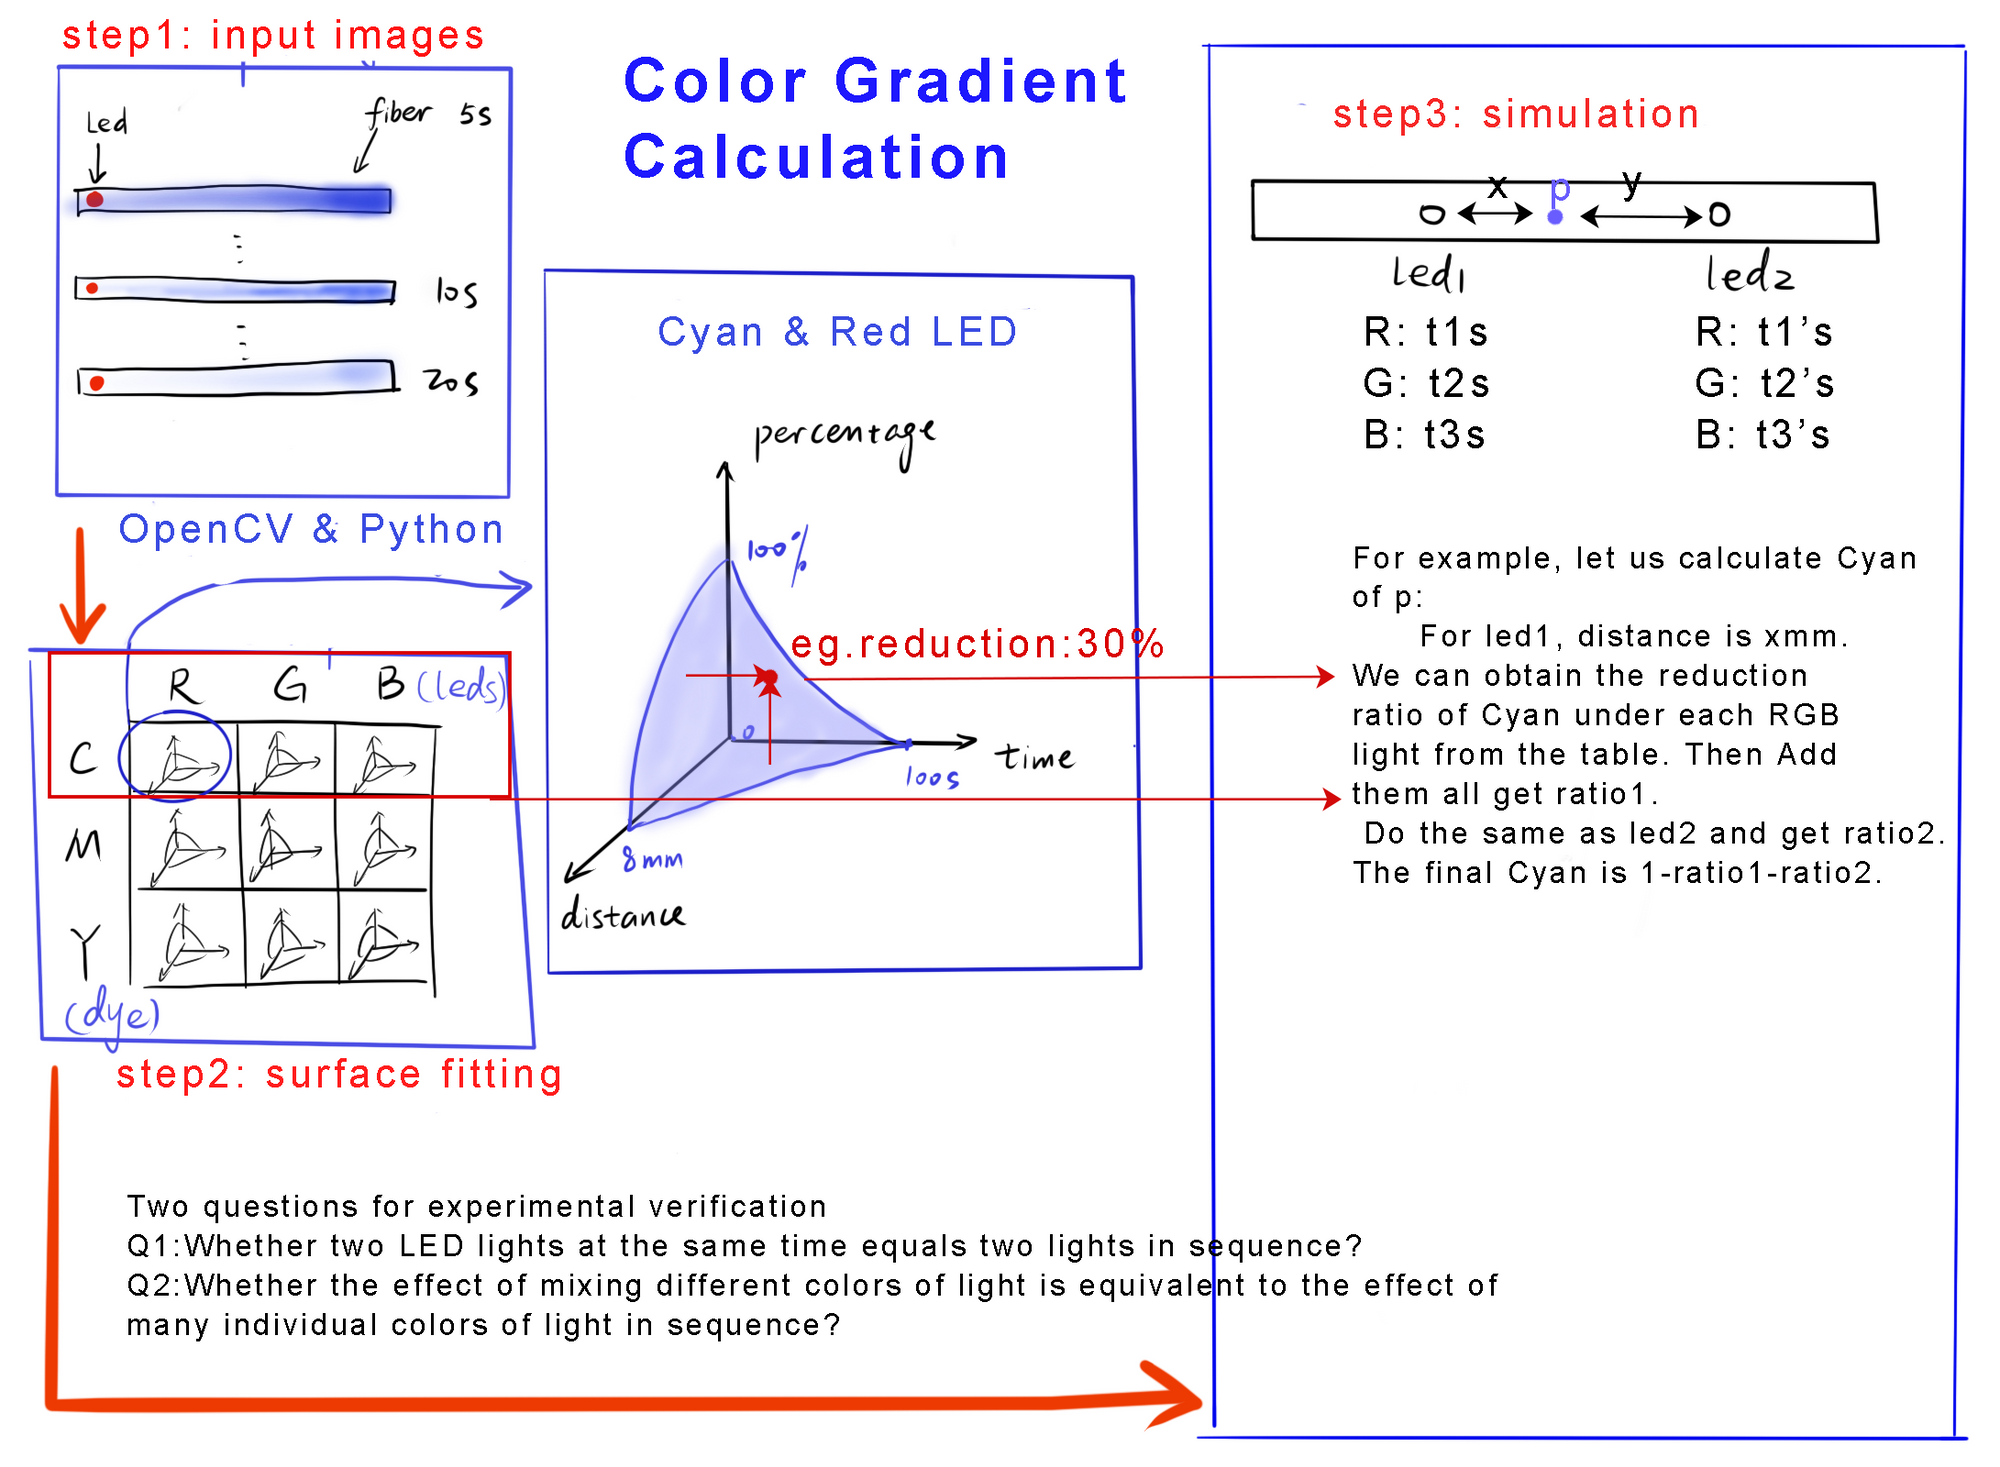 step1: input images
Led
fiber 5s
10s
20s
OpenCV & Python
Color Gradient
Calculation
R G B (leds)
C
M
Y
(dye)
step2: surface fitting
Cyan & Red LED
percentage
100%
eg.reduction:30%
0
time
100s
8mm
distance
step3: simulation
x p y
led1 led2
R: t1s R: t1's
G: t2s G: t2's
B: t3s B: t3's
For example, let us calculate Cyan
of p:
For led1, distance is xmm.
We can obtain the reduction
ratio of Cyan under each RGB
light from the table. Then Add
them all get ratio1.
Do the same as led2 and get ratio2.
The final Cyan is 1-ratio1-ratio2.
Two questions for experimental verification
Q1:Whether two LED lights at the same time equals two lights in sequence?
Q2:Whether the effect of mixing different colors of light is equivalent to the effect of
many individual colors of light in sequence?